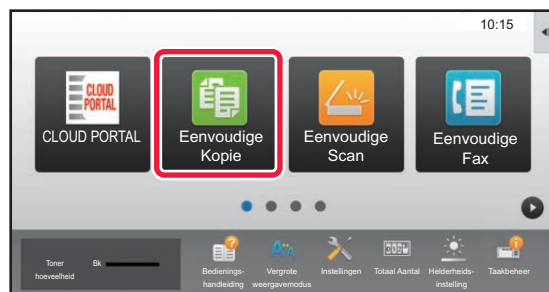 10:15
CLOUD
PORTAL
CLOUD PORTAL
Eenvoudige
Kopie
Eenvoudige
Scan
Eenvoudige
Fax
Toner
hoeveelheid
Bk
Bedienings-
handleiding
Vergrote
weergavemodus
Instellingen
Totaal Aantal
Helderheids-
instelling
Taakbeheer